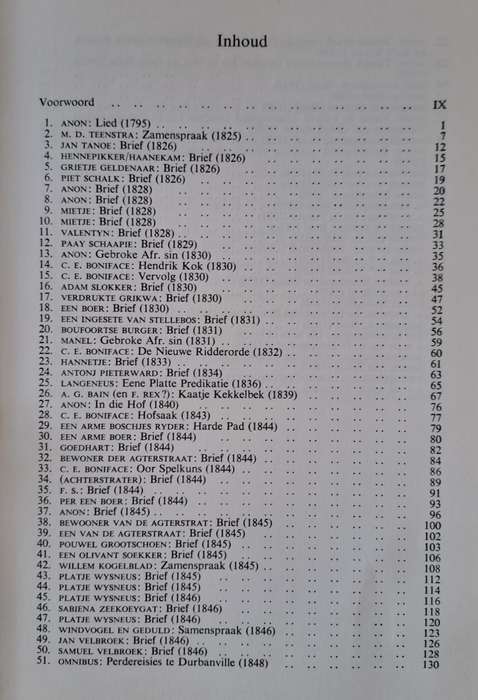 Inhoud
Voorwoord .. .. .. .. .. .. .. .. .. .. .. .. .. IX
1. ANON: Lied (1795) .. .. .. .. .. .. .. .. .. .. 1
2. M. D. TEENSTRA: Zamenspraak (1825) .. .. .. .. .. .. .. 7
3. JAN TANOE: Brief (1826) .. .. .. .. .. .. .. .. .. 12
4. HENNEPIKKER/HAANEKAM: Brief (1826) .. .. .. .. .. .. .. 15
5. GRIETJE GELDENAAR: Brief (1826) .. .. .. .. .. .. .. .. 17
6. PIET SCHALK: Brief (1826) .. .. .. .. .. .. .. .. .. 19
7. ANON: Brief (1828) .. .. .. .. .. .. .. .. .. .. 20
8. ANON: Brief (1828) .. .. .. .. .. .. .. .. .. .. 22
9. MIETJE: Brief (1828) .. .. .. .. .. .. .. .. .. .. 25
10. MIETJE: Brief (1828) .. .. .. .. .. .. .. .. .. .. 28
11. VALENTYN: Brief (1828) .. .. .. .. .. .. .. .. .. 31
12. PAAY SCHAAPIE: Brief (1829) .. .. .. .. .. .. .. .. 33
13. ANON: Gebroke Afr. sin (1830) .. .. .. .. .. .. .. .. 35
14. C. E. BONIFACE: Hendrik Kok (1830) .. .. .. .. .. .. .. 36
15. C. E. BONIFACE: Vervolg (1830) .. .. .. .. .. .. .. .. 38
16. ADAM SLOKKER: Brief (1830) .. .. .. .. .. .. .. .. 45
17. VERDRUKTE GRIKWA: Brief (1830) .. .. .. .. .. .. .. 47
18. EEN BOER: Brief (1830) .. .. .. .. .. .. .. .. .. 52
19. EEN INGESETE VAN STELLEBOS: Brief (1831) .. .. .. .. .. .. 54
20. BOUFOORTSE BURGER: Brief (1831) .. .. .. .. .. .. .. 56
21. MANEL: Gebroke Afr. sin (1831) .. .. .. .. .. .. .. .. 59
22. C. E. BONIFACE: De Nieuwe Ridderorde (1832) .. .. .. .. .. 60
23. HANNETJE: Brief (1833) .. .. .. .. .. .. .. .. .. 61
24. ANTONJ PIETERWARD: Brief (1834) .. .. .. .. .. .. .. 63
25. LANGENEUS: Eene Platte Predikatie (1836) .. .. .. .. .. .. 65
26. A. G. BAIN (en F. REX?): Kaatje Kekkelbek (1839) .. .. .. .. 67
27. ANON: In die Hof (1840) .. .. .. .. .. .. .. .. .. 76
28. C. E. BONIFACE: Hofsaak (1843) .. .. .. .. .. .. .. .. 77
29. EEN ARME BOSCHJES RYDER: Harde Pad (1844) .. .. .. .. .. 79
30. EEN ARME BOER: Brief (1844) .. .. .. .. .. .. .. .. 80
31. GOEDHART: Brief (1844) .. .. .. .. .. .. .. .. .. 82
32. BEWONER DER AGTERSTRAAT: Brief (1844) .. .. .. .. .. .. 84
33. C. E. BONIFACE: Oor Spelkuns (1844) .. .. .. .. .. .. .. 86
34. (ACHTERSTRATER): Brief (1844) .. .. .. .. .. .. .. .. 89
35. F. S.: Brief (1844) .. .. .. .. .. .. .. .. .. .. 91
36. PER EEN BOER: Brief (1844) .. .. .. .. .. .. .. .. 93
37. ANON: Brief (1845) .. .. .. .. .. .. .. .. .. .. 96
38. BEWOONER VAN DE AGTERSTRAT: Brief (1845) .. .. .. .. .. 100
39. EEN VAN DE AGTERSTRAAT: Brief (1845) .. .. .. .. .. .. 102
40. POUWEL GROOTSCHOEN: Brief (1845) .. .. .. .. .. .. .. 103
41. EEN OLIVANT SOEKKER: Brief (1845) .. .. .. .. .. .. .. 106
42. WILLEM KOGELBLAD: Zamenspraak (1845) .. .. .. .. .. .. 108
43. PLATJE WYSNEUS: Brief (1845) .. .. .. .. .. .. .. .. 112
44. PLATJE WYSNEUS: Brief (1845) .. .. .. .. .. .. .. .. 114
45. PLATJE WYSNEUS: Brief (1845) .. .. .. .. .. .. .. .. 116
46. SABIENA ZEEKOEYGAT: Brief (1846) .. .. .. .. .. .. .. 118
47. PLATJE WYSNEUS: Brief (1846) .. .. .. .. .. .. .. .. 120
48. WINDVOGEL EN GEDULD: Samenspraak (1846) .. .. .. .. .. 123
49. JAN VELBROEK: Brief (1846) .. .. .. .. .. .. .. .. 126
50. SAMUEL VELBROEK: Brief (1846) .. .. .. .. .. .. .. .. 128
51. OMNIBUS: Perdereisies te Durbanville (1848) .. .. .. .. .. .. 130